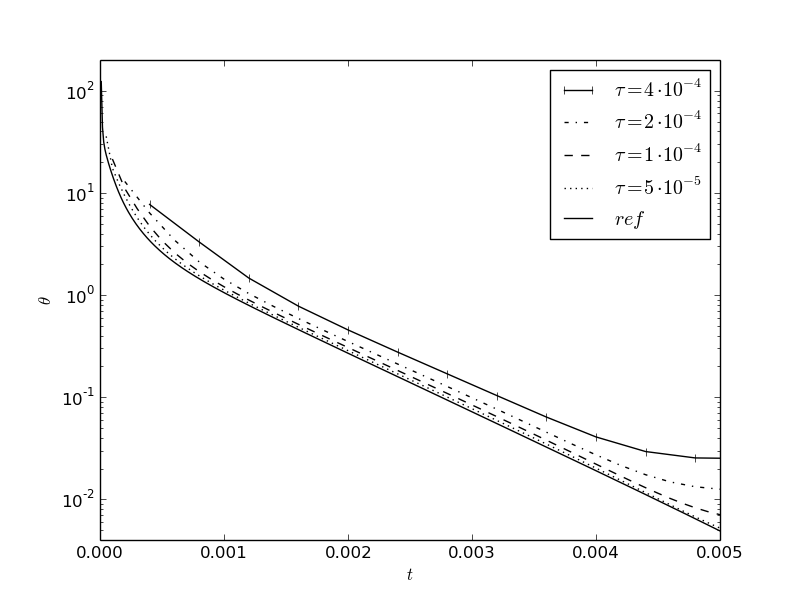 10²
10¹
10⁰
10⁻¹
10⁻²
θ
τ = 4·10⁻⁴
τ = 2·10⁻⁴
τ = 1·10⁻⁴
τ = 5·10⁻⁵
ref
0.000 0.001 0.002 0.003 0.004 0.005
t